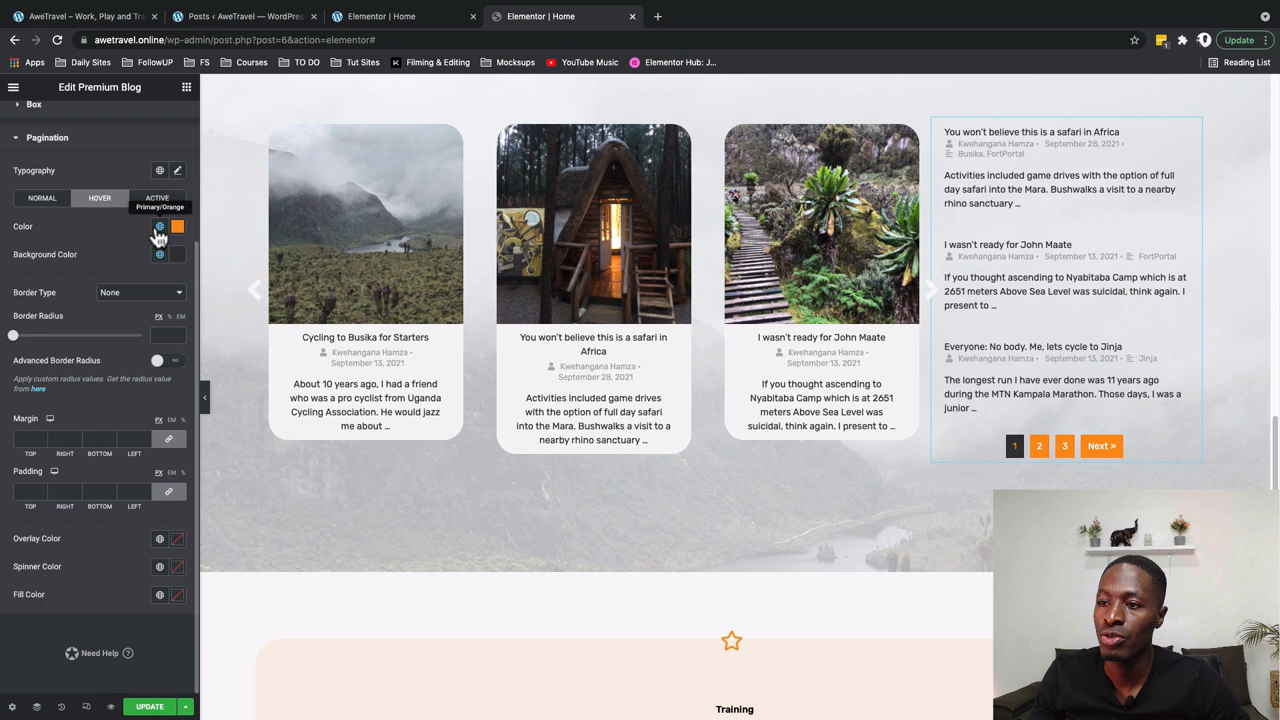 AweTravel – Work, Play and Tra
Posts ‹ AweTravel — WordPres
Elementor | Home
Elementor | Home
awetravel.online/wp-admin/post.php?post=6&action=elementor#
1
Update
Apps
Daily Sites
FollowUP
FS
Courses
TO DO
Tut Sites
Filming & Editing
Mockups
YouTube Music
Elementor Hub: J...
Reading List
Edit Premium Blog
Box
Pagination
Typography
NORMAL
HOVER
ACTIVE
Primary/Orange
Color
Background Color
Border Type
None
Border Radius
PX % EM
Advanced Border Radius
NO
Apply custom radius values. Get the radius
value from here
Margin
PX EM %
TOP RIGHT BOTTOM LEFT
Padding
PX EM %
TOP RIGHT BOTTOM LEFT
Overlay Color
Spinner Color
Fill Color
Need Help
UPDATE
Cycling to Busika for Starters
Kwehangana Hamza •
September 13, 2021
About 10 years ago, I had a friend
who was a pro cyclist from Uganda
Cycling Association. He would jazz
me about …
You won't believe this is a safari in
Africa
Kwehangana Hamza •
September 28, 2021
Activities included game drives
with the option of full day safari
into the Mara. Bushwalks a visit to a
nearby rhino sanctuary …
I wasn't ready for John Maate
Kwehangana Hamza •
September 13, 2021
If you thought ascending to
Nyabitaba Camp which is at 2651
meters Above Sea Level was
suicidal, think again. I present to …
You won't believe this is a safari in Africa
Kwehangana Hamza • September 28, 2021 •
Busika, FortPortal
Activities included game drives with the option of full
day safari into the Mara. Bushwalks a visit to a nearby
rhino sanctuary …
I wasn't ready for John Maate
Kwehangana Hamza • September 13, 2021 • FortPortal
If you thought ascending to Nyabitaba Camp which is at
2651 meters Above Sea Level was suicidal, think again. I
present to …
Everyone: No body. Me, lets cycle to Jinja
Kwehangana Hamza • September 13, 2021 • Jinja
The longest run I have ever done was 11 years ago
during the MTN Kampala Marathon. Those days, I was a
junior …
1 2 3 Next »
Training